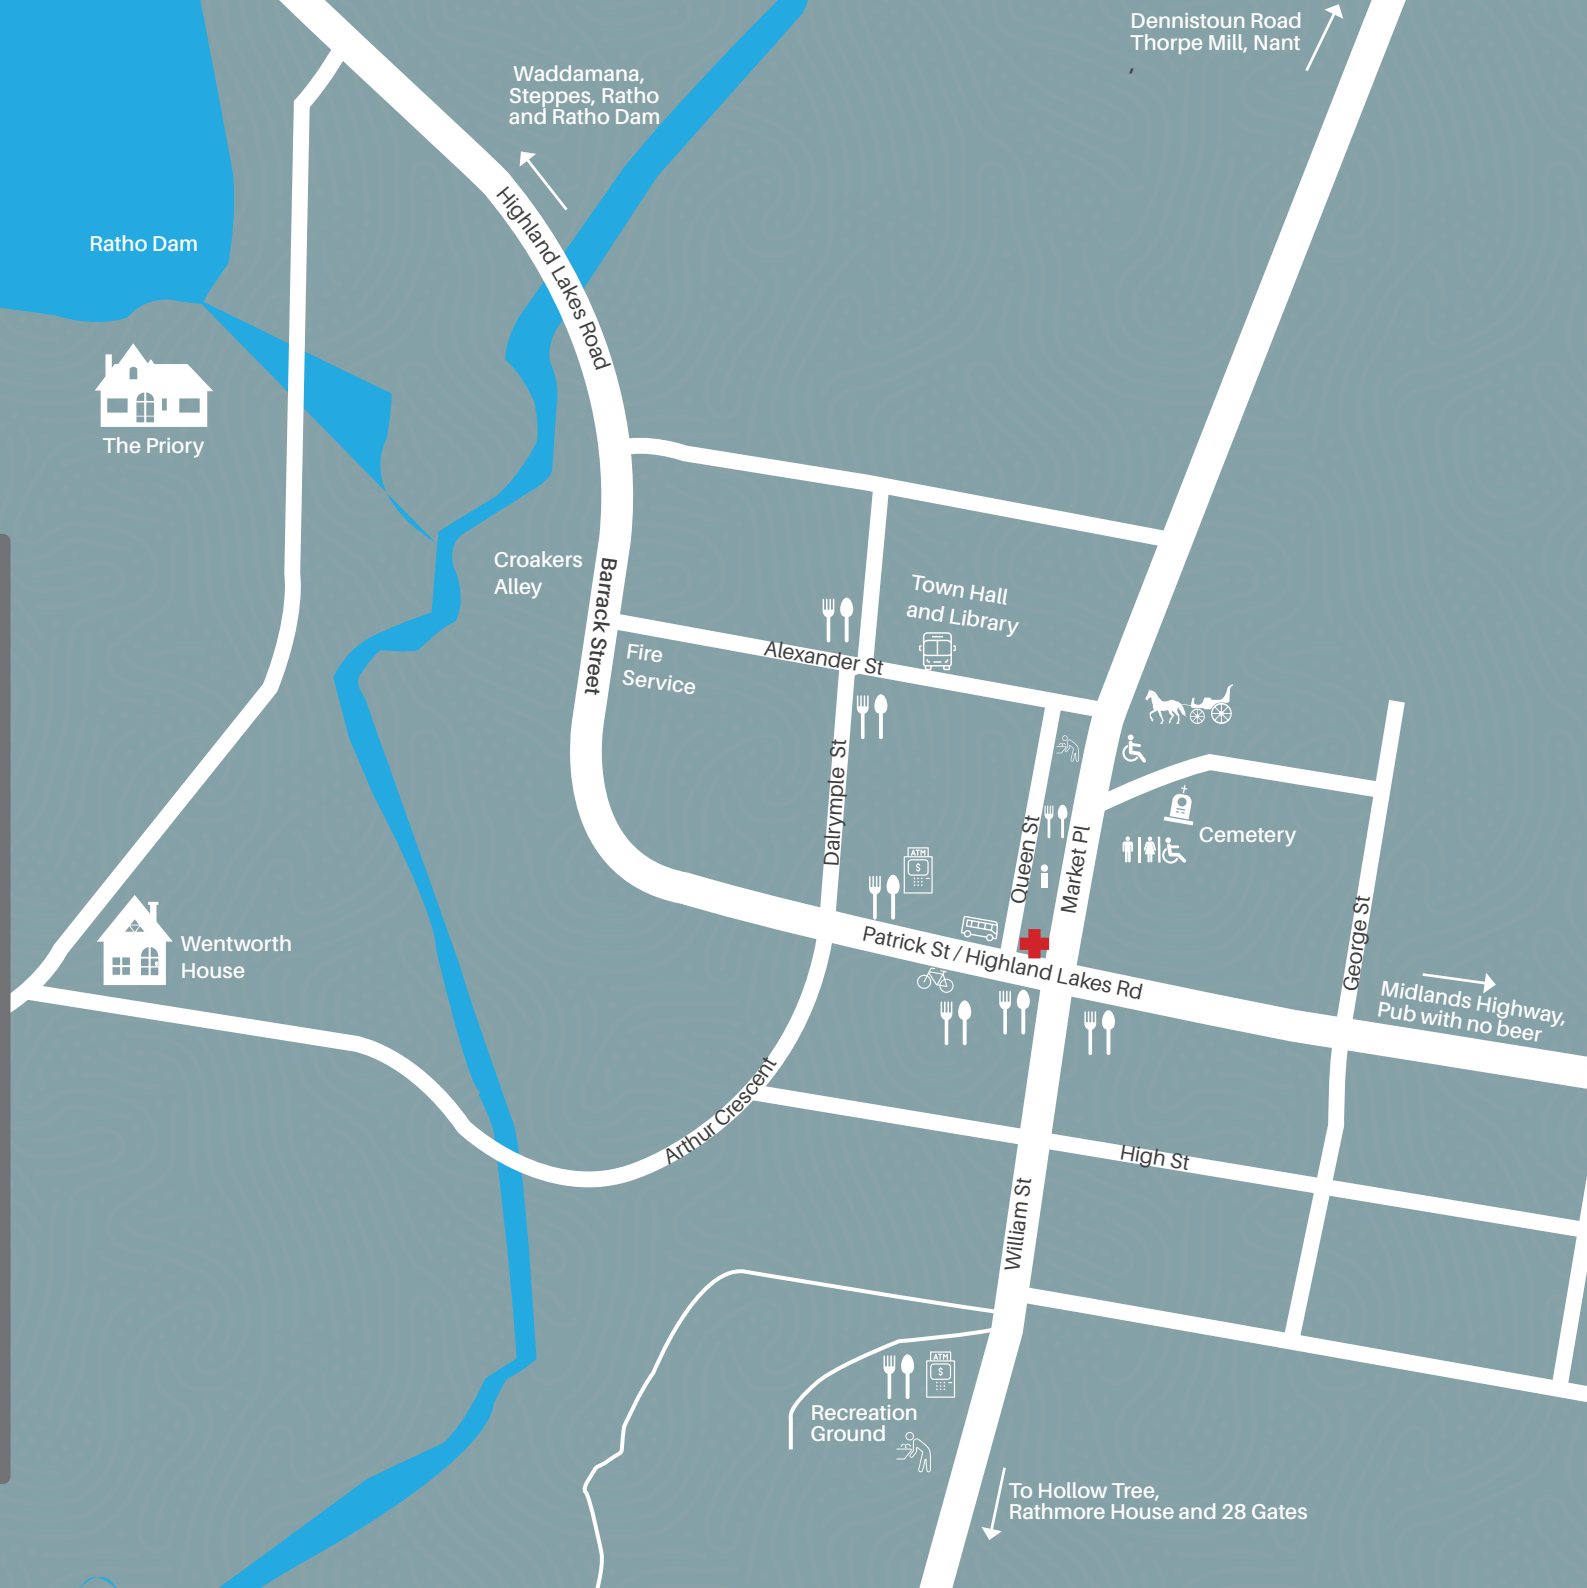 Dennistoun Road
Thorpe Mill, Nant
,
Waddamana,
Steppes, Ratho
and Ratho Dam
Highland Lakes Road
Ratho Dam
The Priory
Croakers
Alley
Barrack Street
Town Hall
and Library
Fire
Service
Alexander St
Dalrymple St
Queen St
Market Pl
Cemetery
ATM
$
George St
Wentworth
House
Patrick St / Highland Lakes Rd
Midlands Highway,
Pub with no beer
Arthur Crescent
High St
William St
ATM
$
Recreation
Ground
To Hollow Tree,
Rathmore House and 28 Gates